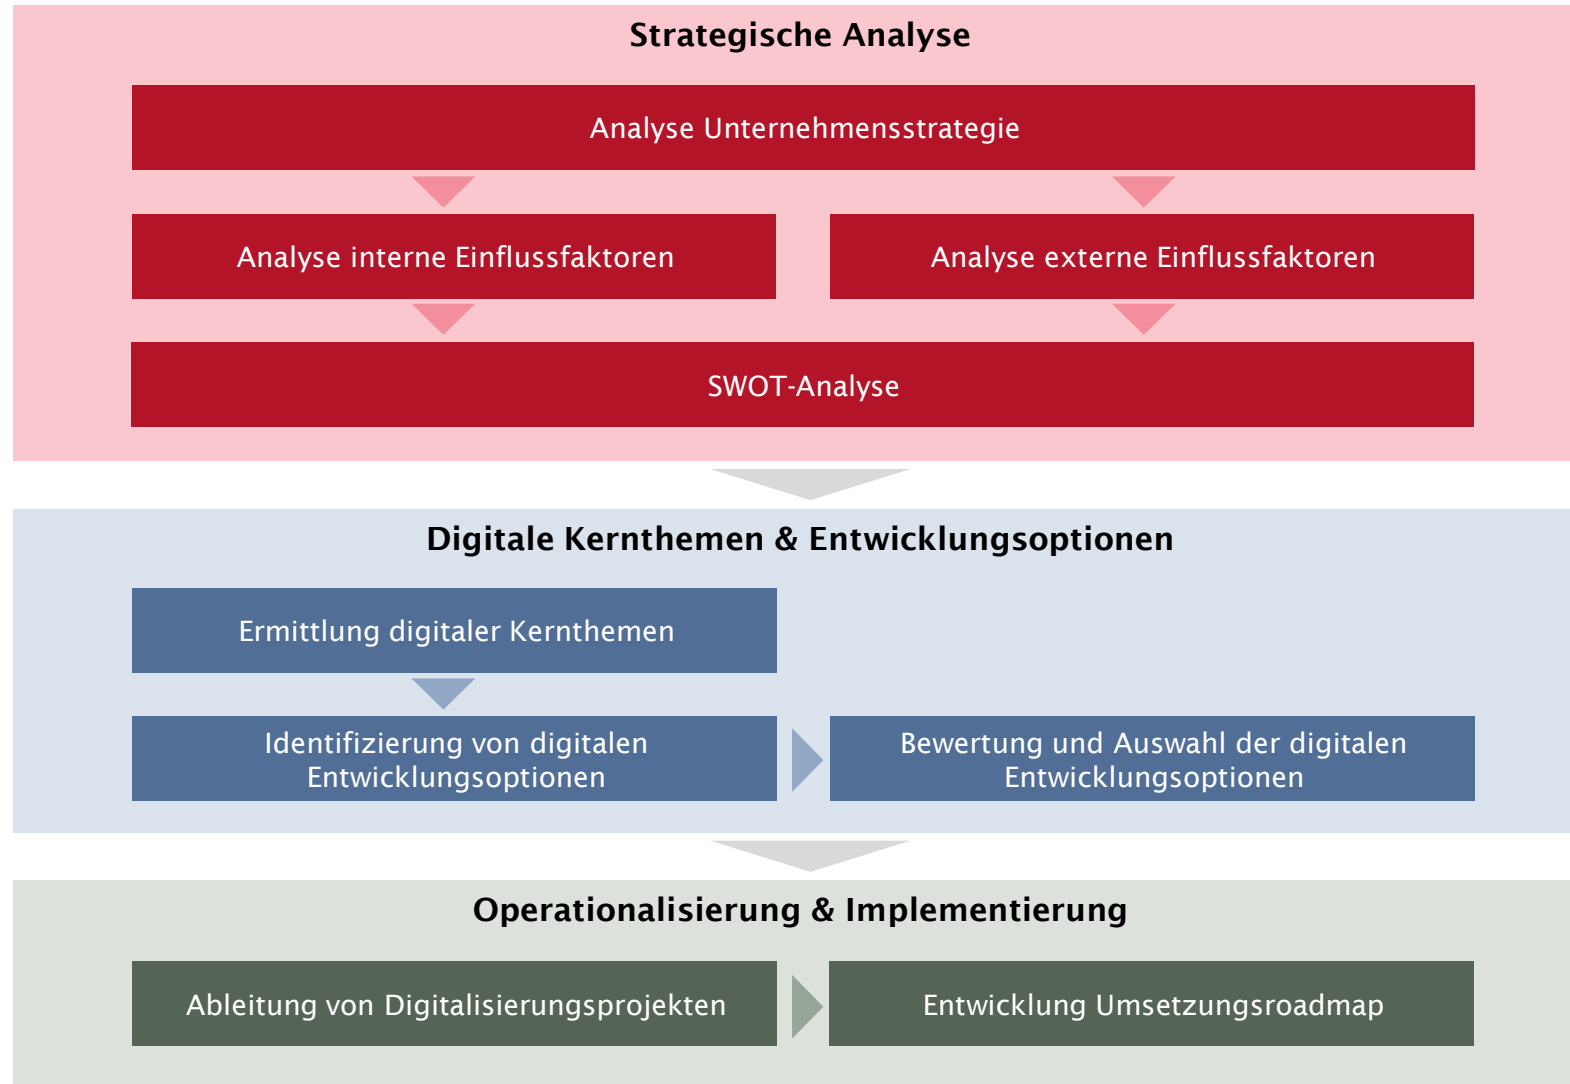 Strategische Analyse
Analyse Unternehmensstrategie
Analyse interne Einflussfaktoren
Analyse externe Einflussfaktoren
SWOT-Analyse
Digitale Kernthemen & Entwicklungsoptionen
Ermittlung digitaler Kernthemen
Identifizierung von digitalen
Entwicklungsoptionen
Bewertung und Auswahl der digitalen
Entwicklungsoptionen
Operationalisierung & Implementierung
Ableitung von Digitalisierungsprojekten
Entwicklung Umsetzungsroadmap